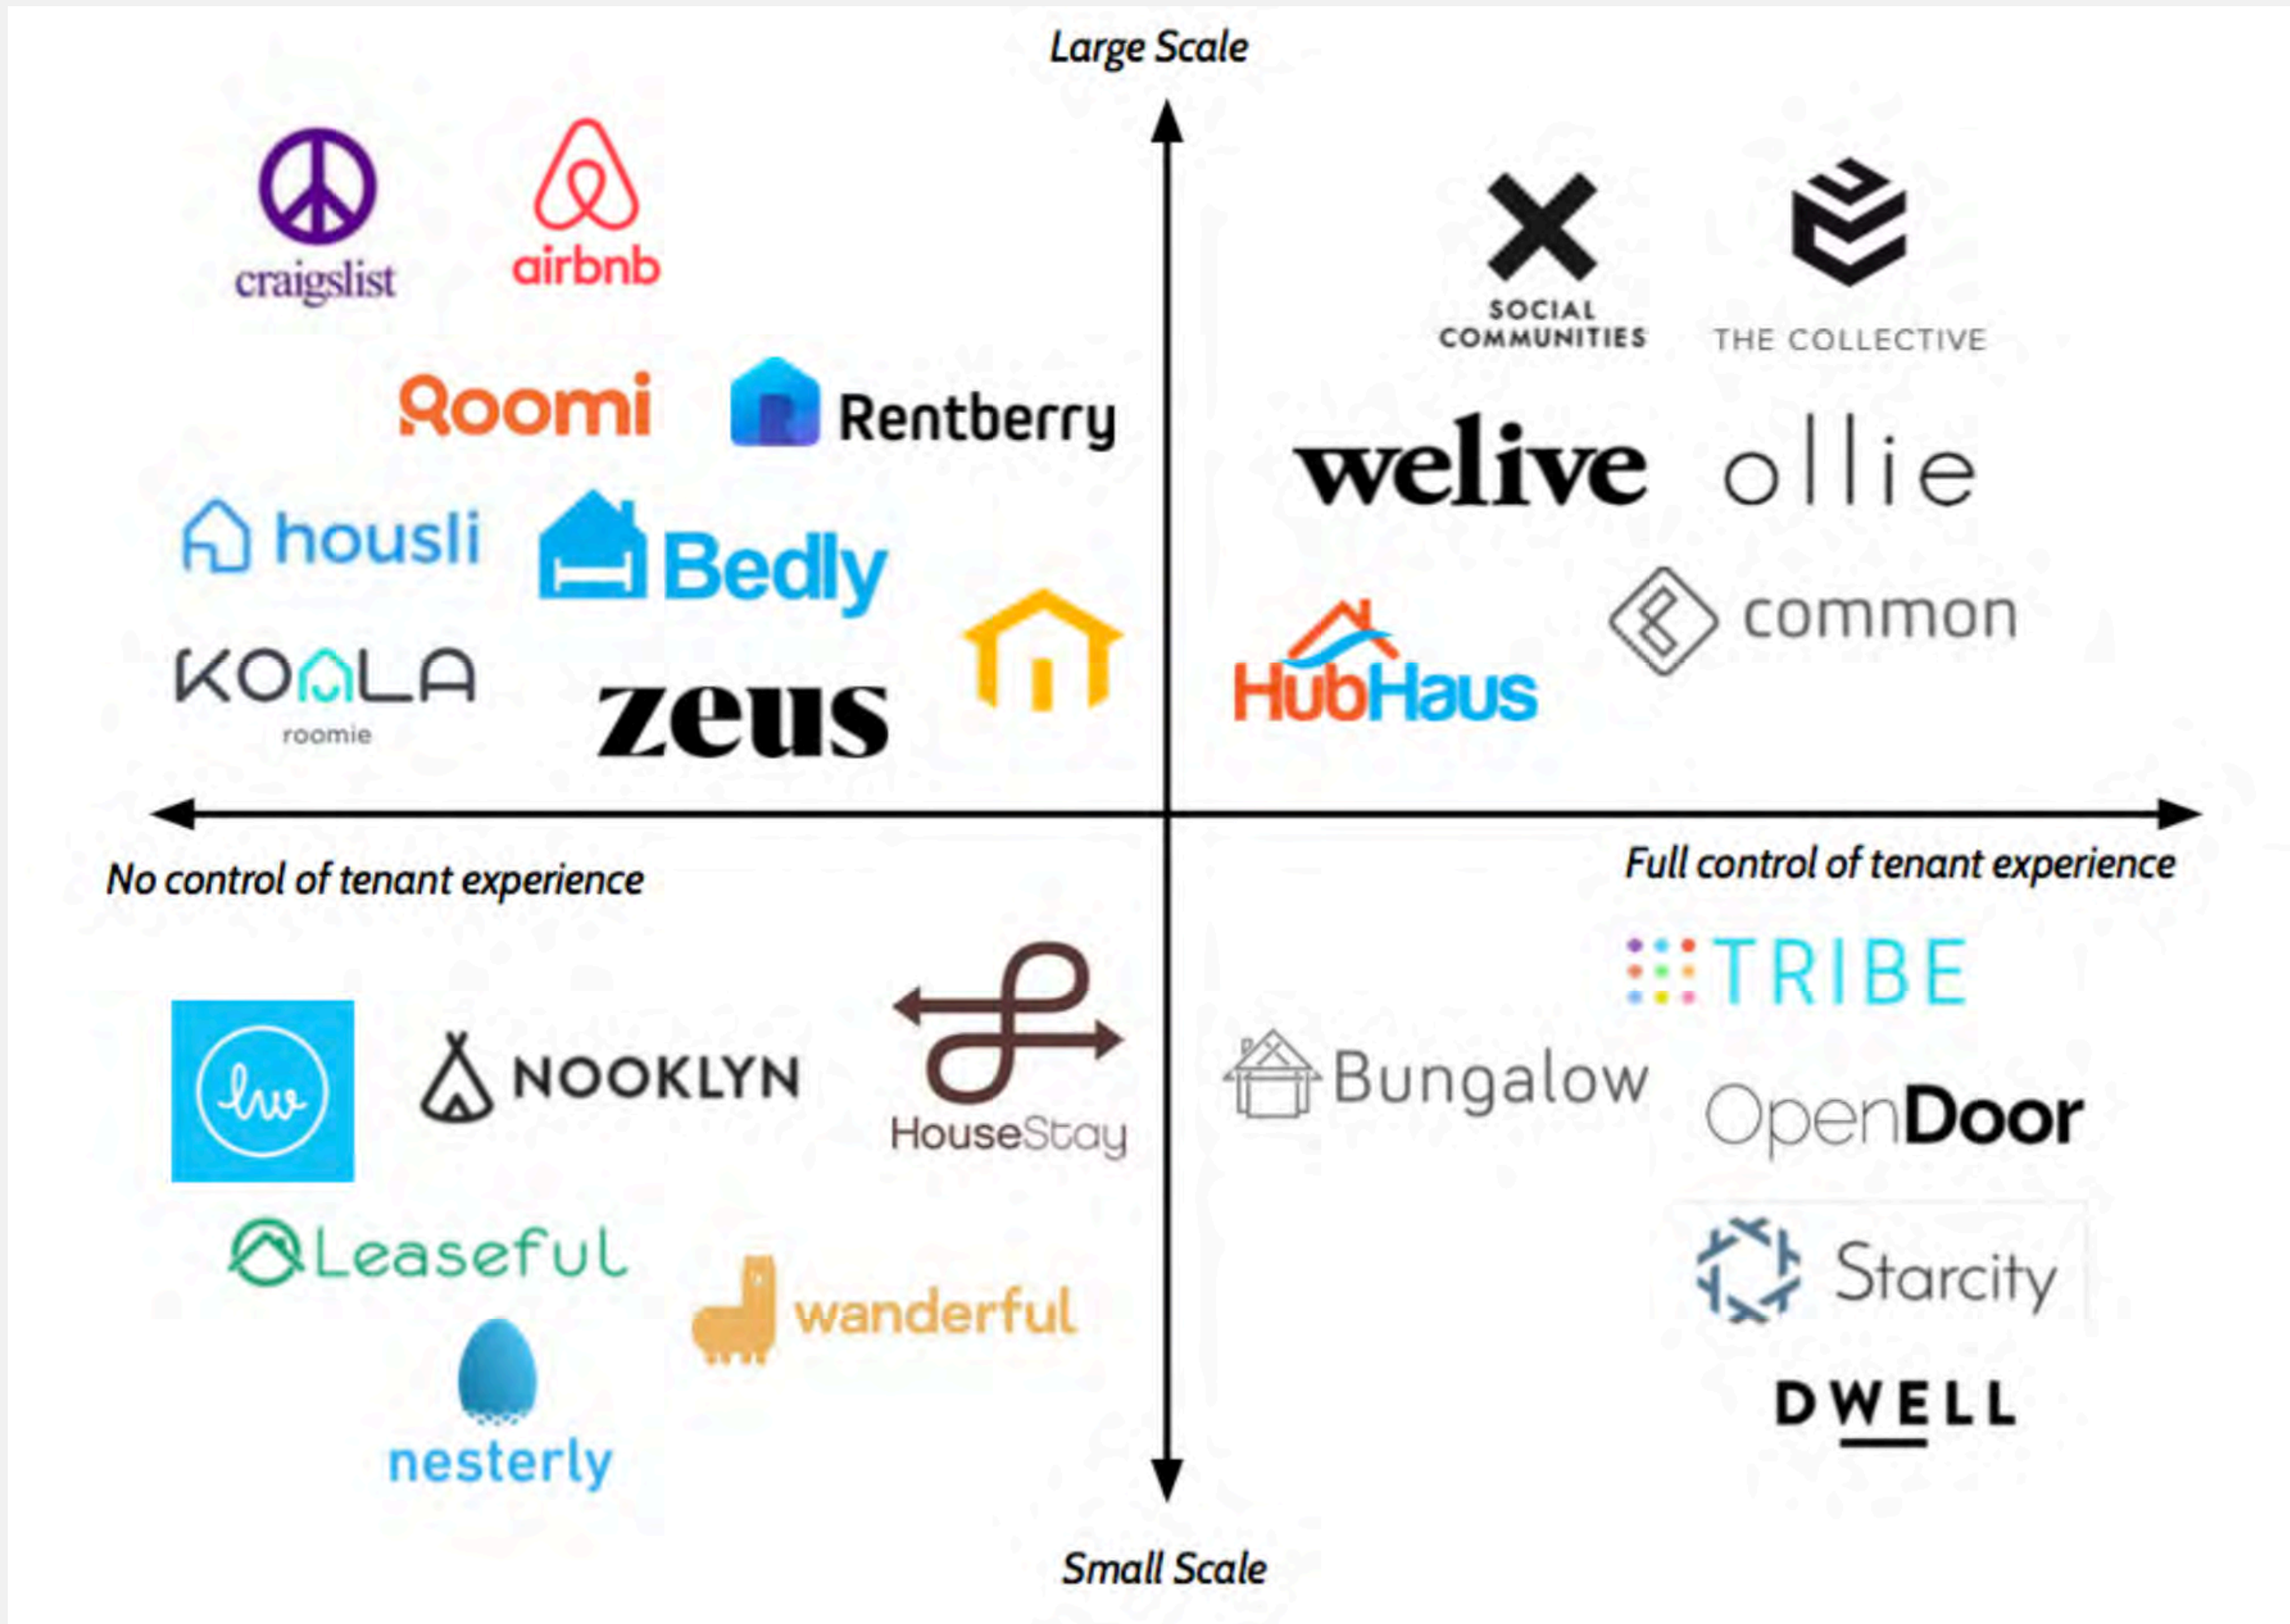 Large Scale
craigslist
airbnb
SOCIAL
COMMUNITIES
THE COLLECTIVE
Roomi
Rentberry
welive
ollie
housli
Bedly
HubHaus
common
KOALA
roomie
zeus
No control of tenant experience
Full control of tenant experience
TRIBE
lw
NOOKLYN
HouseStay
Bungalow
OpenDoor
Leaseful
wanderful
Starcity
nesterly
DWELL
Small Scale